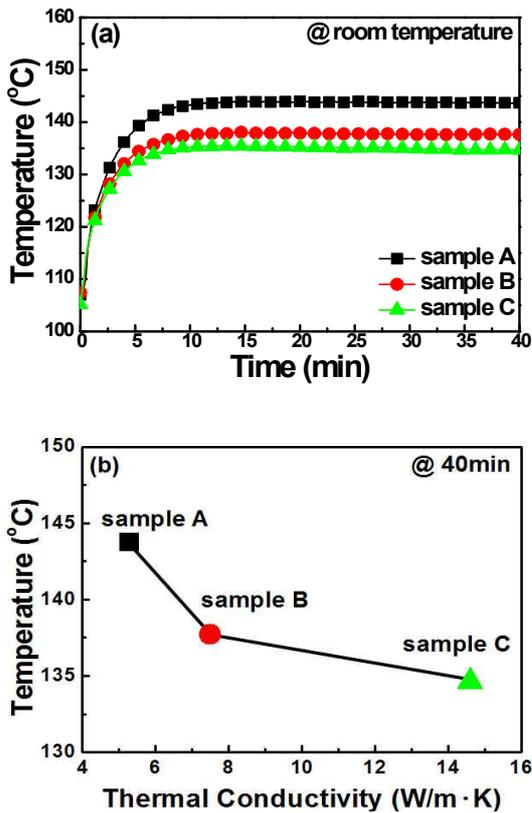 (a) @ room temperature
160
150
140
130
120
110
100
Temperature (°C)
sample A
sample B
sample C
0 5 10 15 20 25 30 35 40
Time (min)
(b) @ 40min
150
145
140
135
130
Temperature (°C)
sample A
sample B
sample C
4 6 8 10 12 14 16
Thermal Conductivity (W/m·K)